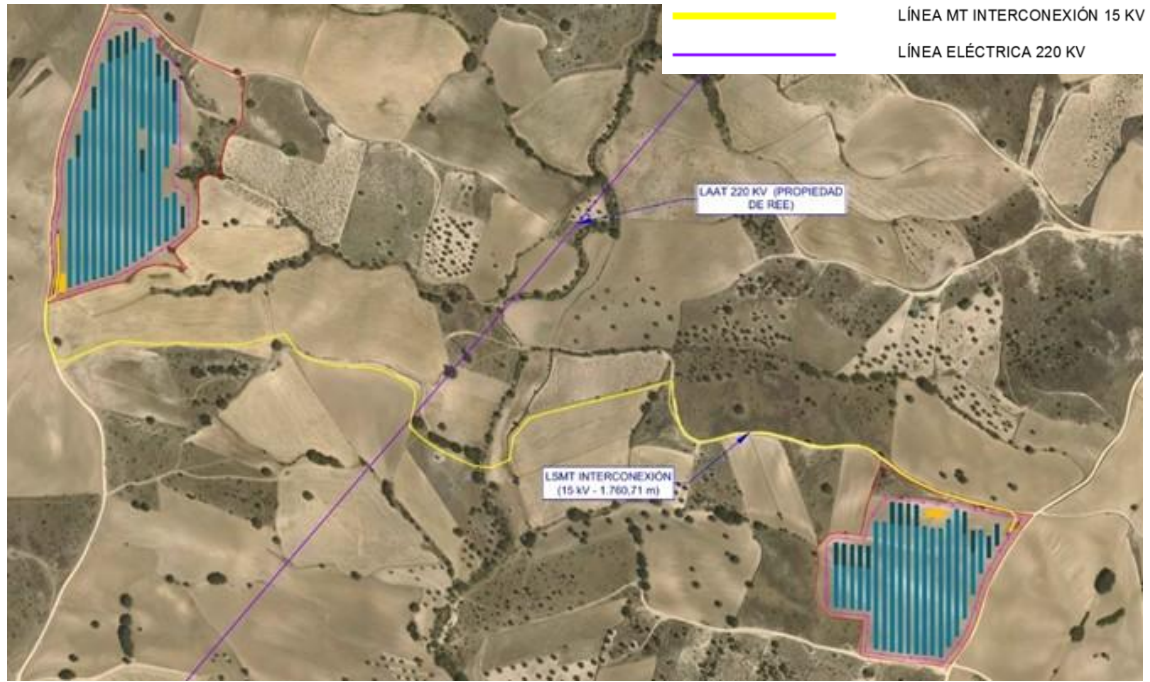 LÍNEA MT INTERCONEXIÓN 15 KV
LÍNEA ELÉCTRICA 220 KV
LAAT 220 KV (PROPIEDAD
DE REE)
LSMT INTERCONEXIÓN
(15 kV - 1.760,71 m)